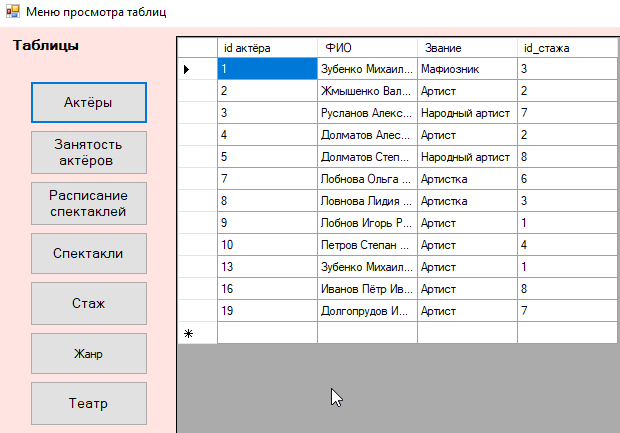 Меню просмотра таблиц
Таблицы
Актёры
Занятость
актёров
Расписание
спектаклей
Спектакли
Стаж
Жанр
Театр
id актёра ФИО Звание id_стажа
1 Зубенко Михаил... Мафиозник 3
2 Жмышенко Вал... Артист 2
3 Русланов Алекс... Народный артист 7
4 Долматов Алес... Артист 2
5 Долматов Степ... Народный артист 8
7 Лобнова Ольга ... Артистка 6
8 Ловнова Лидия ... Артистка 3
9 Лобнов Игорь Р... Артист 1
10 Петров Степан ... Артист 4
13 Зубенко Михаил... Артист 1
16 Иванов Пётр Ив... Артист 8
19 Долгопрудов И... Артист 7